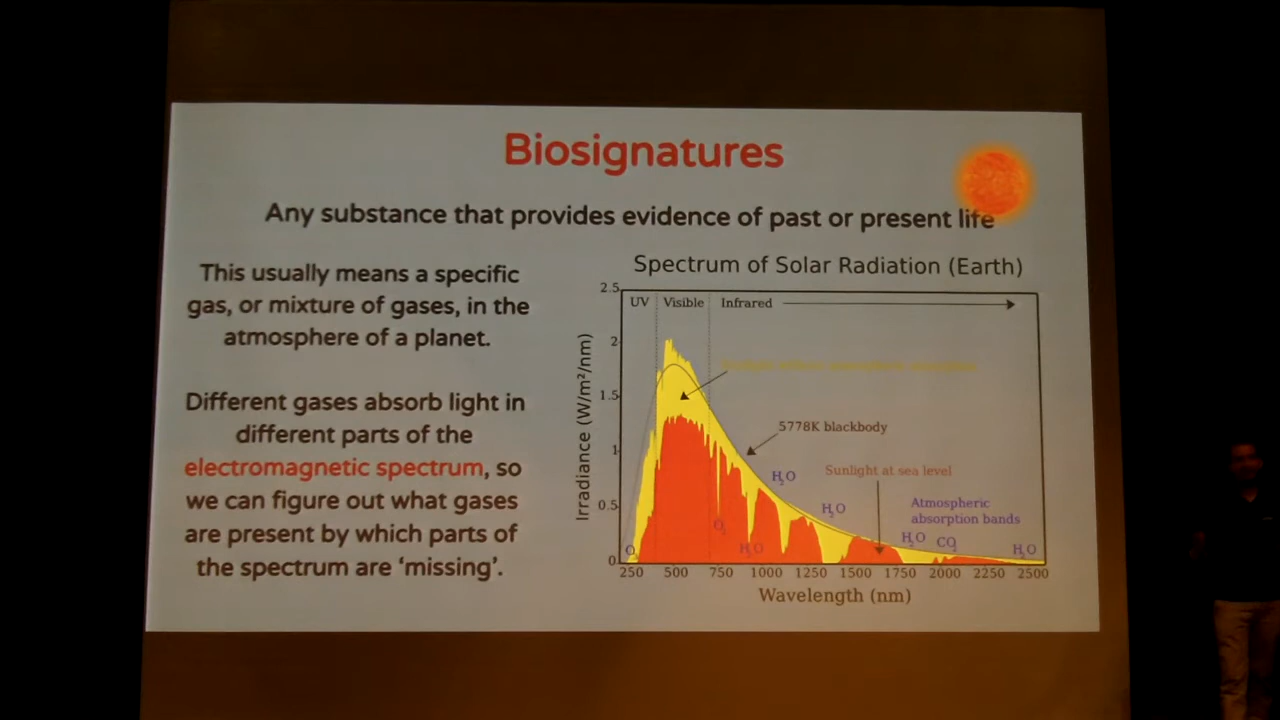 Biosignatures
Any substance that provides evidence of past or present life
This usually means a specific
gas, or mixture of gases, in the
atmosphere of a planet.
Different gases absorb light in
different parts of the
electromagnetic spectrum, so
we can figure out what gases
are present by which parts of
the spectrum are ‘missing’.
Spectrum of Solar Radiation (Earth)
UV Visible Infrared
Irradiance (W/m²/nm)
2.5
2
1.5
1
0.5
0
5778K blackbody
Sunlight at sea level
Atmospheric
absorption bands
H₂O
H₂O
H₂O CO₂ H₂O
O₂
H₂O
250 500 750 1000 1250 1500 1750 2000 2250 2500
Wavelength (nm)